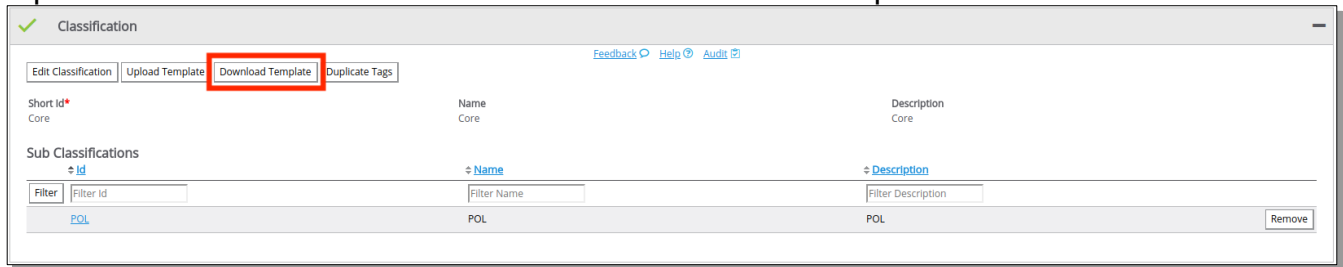 Classification
Feedback Help Audit
Edit Classification Upload Template Download Template Duplicate Tags
Short Id* Name Description
Core Core Core
Sub Classifications
Id Name Description
Filter Filter Id Filter Name Filter Description
POL POL POL Remove